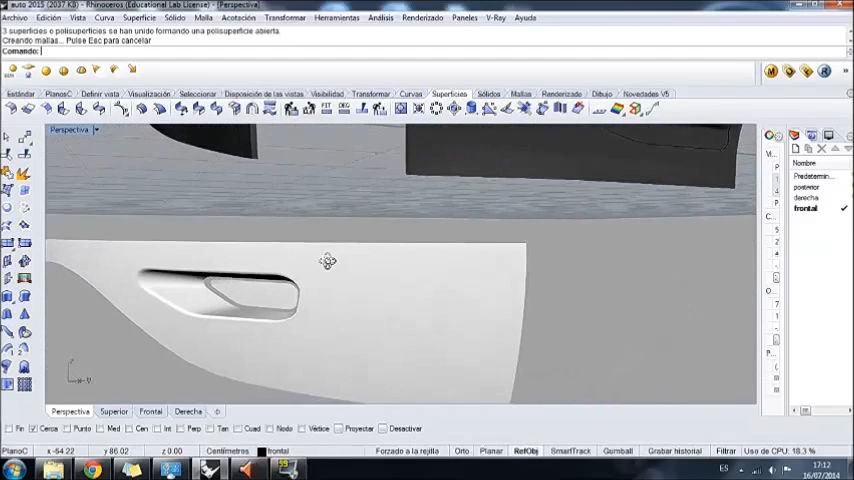 auto 2015 (2037 KB) - Rhinoceros (Educational Lab License) - [Perspectiva]
Archivo Edición Vista Curva Superficie Sólido Malla Acotación Transformar Herramientas Análisis Renderizado Paneles V-Ray Ayuda
3 superficies o polisuperficies se han unido formando una polisuperficie abierta.
Creando mallas... Pulse Esc para cancelar
Comando:
Estándar PlanosC Definir vista Visualización Seleccionar Disposición de las vistas Visibilidad Transformar Curvas Superficies Sólidos Mallas Renderizado Dibujo Novedades V5
Perspectiva
Nombre
Predetermin...
posterior
derecha
frontal
Perspectiva Superior Frontal Derecha
Fin Cerca Punto Med Cen Int Perp Tan Cuad Nodo Vértice Proyectar Desactivar
PlanoC x -64.22 y 86.02 z 0.00 Centímetros frontal Forzado a la rejilla Orto Planar RefObj SmartTrack Gumball Grabar historial Filtrar Uso de CPU: 18.3 %
ES 17:12
16/07/2014